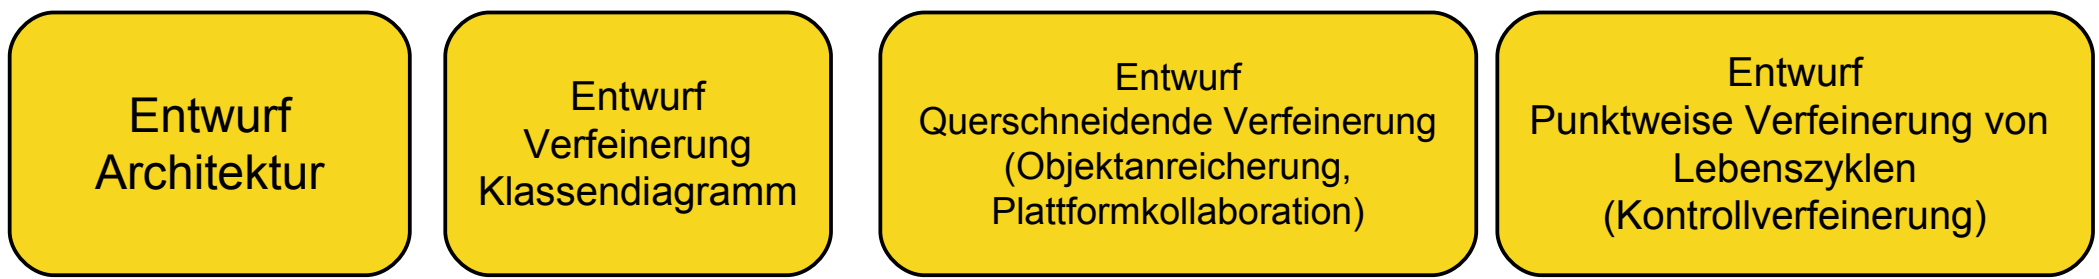 Entwurf
Architektur
Entwurf
Verfeinerung
Klassendiagramm
Entwurf
Querschneidende Verfeinerung
(Objektanreicherung,
Plattformkollaboration)
Entwurf
Punktweise Verfeinerung von
Lebenszyklen
(Kontrollverfeinerung)